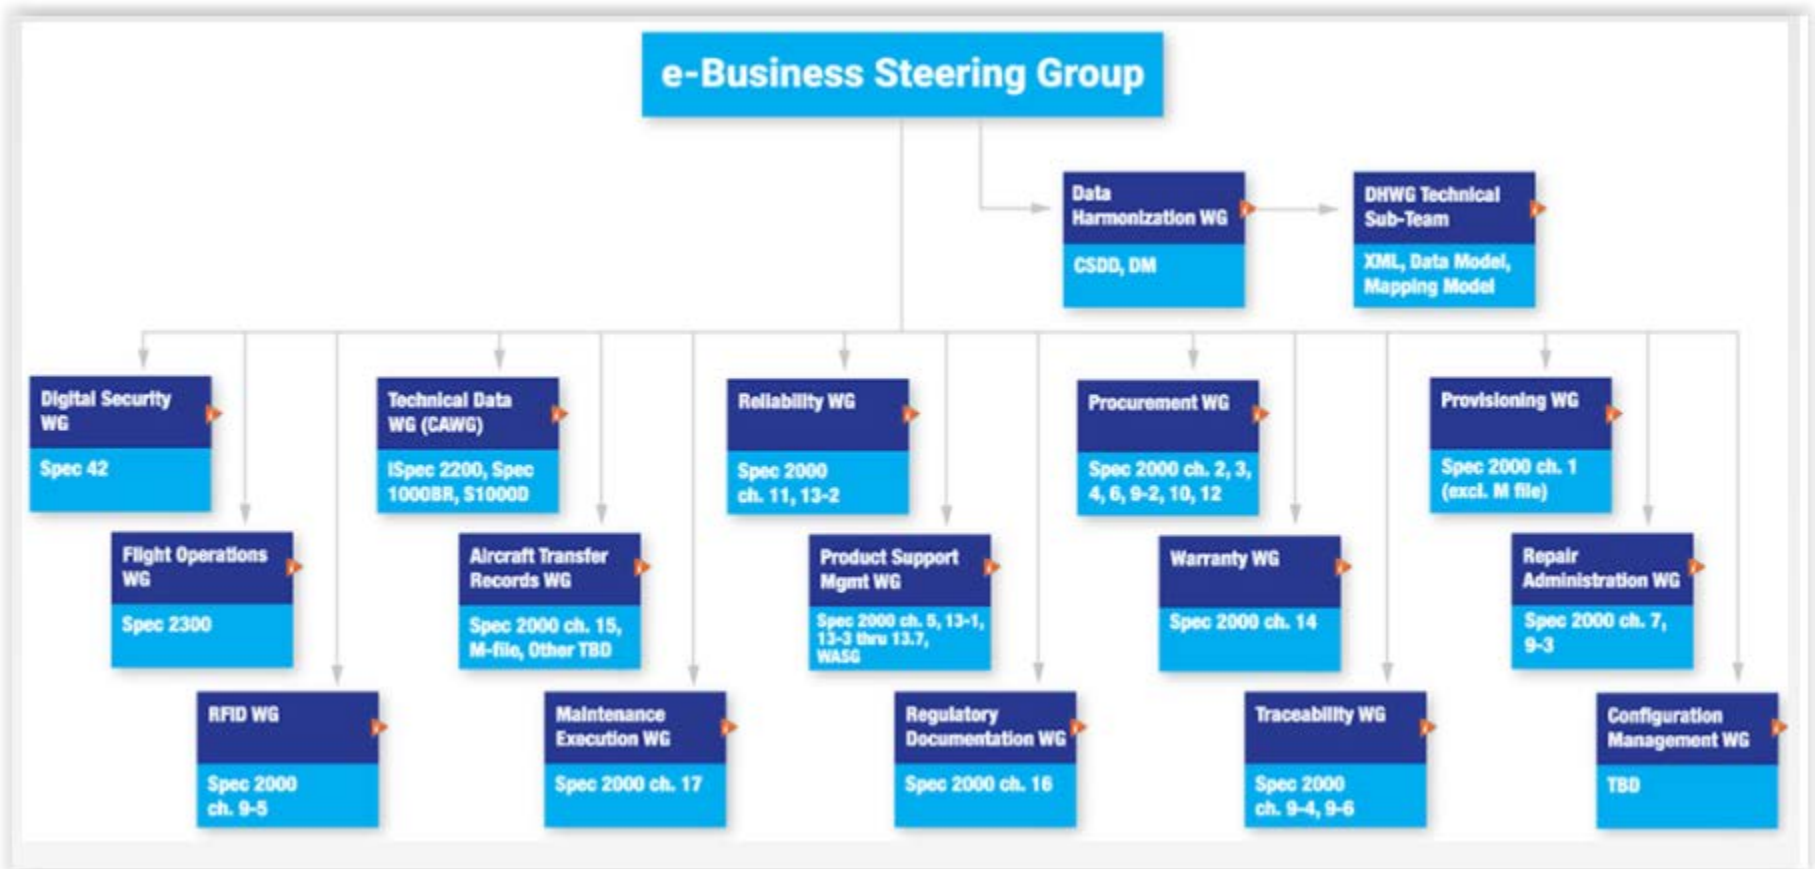 e-Business Steering Group
Data
Harmonization WG
CSDD, DM
DHWG Technical
Sub-Team
XML, Data Model,
Mapping Model
Digital Security
WG
Spec 42
Technical Data
WG (CAWG)
iSpec 2200, Spec
1000BR, S1000D
Reliability WG
Spec 2000
ch. 11, 13-2
Procurement WG
Spec 2000 ch. 2, 3,
4, 6, 9-2, 10, 12
Provisioning WG
Spec 2000 ch. 1
(excl. M file)
Flight Operations
WG
Spec 2300
Aircraft Transfer
Records WG
Spec 2000 ch. 15,
M-file, Other TBD
Product Support
Mgmt WG
Spec 2000 ch. 5, 13-1,
13-3 thru 13.7,
WASG
Warranty WG
Spec 2000 ch. 14
Repair
Administration WG
Spec 2000 ch. 7,
9-3
RFID WG
Spec 2000
ch. 9-5
Maintenance
Execution WG
Spec 2000 ch. 17
Regulatory
Documentation WG
Spec 2000 ch. 16
Traceability WG
Spec 2000
ch. 9-4, 9-6
Configuration
Management WG
TBD